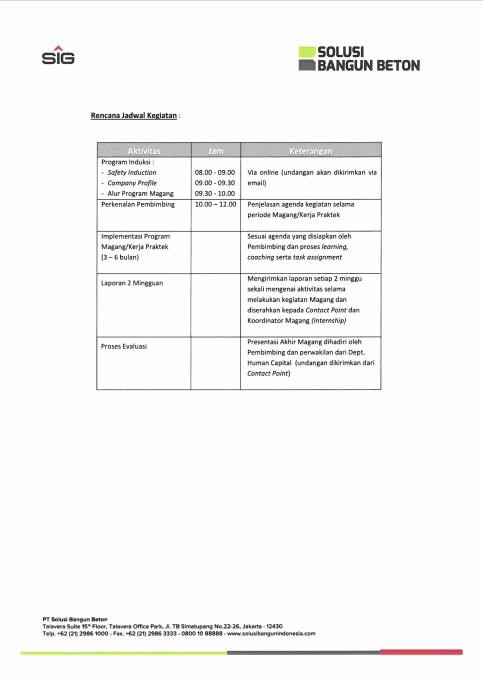 SIG
SOLUSI
BANGUN BETON
Rencana Jadwal Kegiatan :
Aktivitas Jam Keterangan
Program Induksi :
- Safety Induction 08.00 - 09.00 Via online (undangan akan dikirimkan via
- Company Profile 09.00 - 09.30 email)
- Alur Program Magang 09.30 - 10.00
Perkenalan Pembimbing 10.00 – 12.00 Penjelasan agenda kegiatan selama
periode Magang/Kerja Praktek
Implementasi Program Sesuai agenda yang disiapkan oleh
Magang/Kerja Praktek Pembimbing dan proses learning,
(3 – 6 bulan) coaching serta task assignment
Laporan 2 Mingguan Mengirimkan laporan setiap 2 minggu
sekali mengenai aktivitas selama
melakukan kegiatan Magang dan
diserahkan kepada Contact Point dan
Koordinator Magang (Internship)
Proses Evaluasi Presentasi Akhir Magang dihadiri oleh
Pembimbing dan perwakilan dari Dept.
Human Capital (undangan dikirimkan dari
Contact Point)
PT Solusi Bangun Beton
Talavera Suite 15th Floor, Talavera Office Park, Jl. TB Simatupang No.22-26, Jakarta - 12430
Telp. +62 (21) 2986 1000 - Fax. +62 (21) 2986 3333 - 0800 10 88888 - www.solusibangunindonesia.com